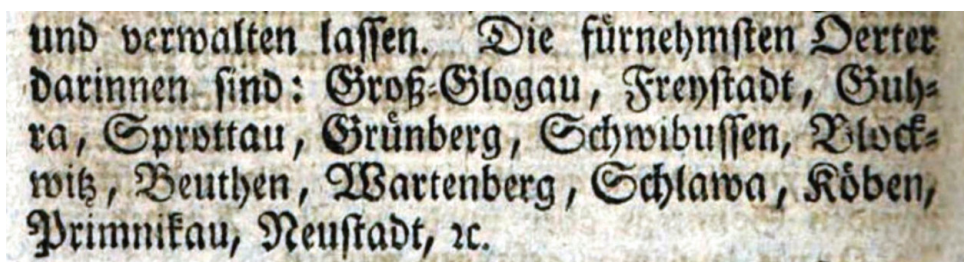 und verwalten lassen. Die fürnehmsten Oerter
darinnen sind: Groß-Glogau, Freystadt, Guh-
ra, Sprottau, Grünberg, Schwibussen, Block-
witz, Beuthen, Wartenberg, Schlawa, Köben,
Primnikau, Neustadt, ꝛc.